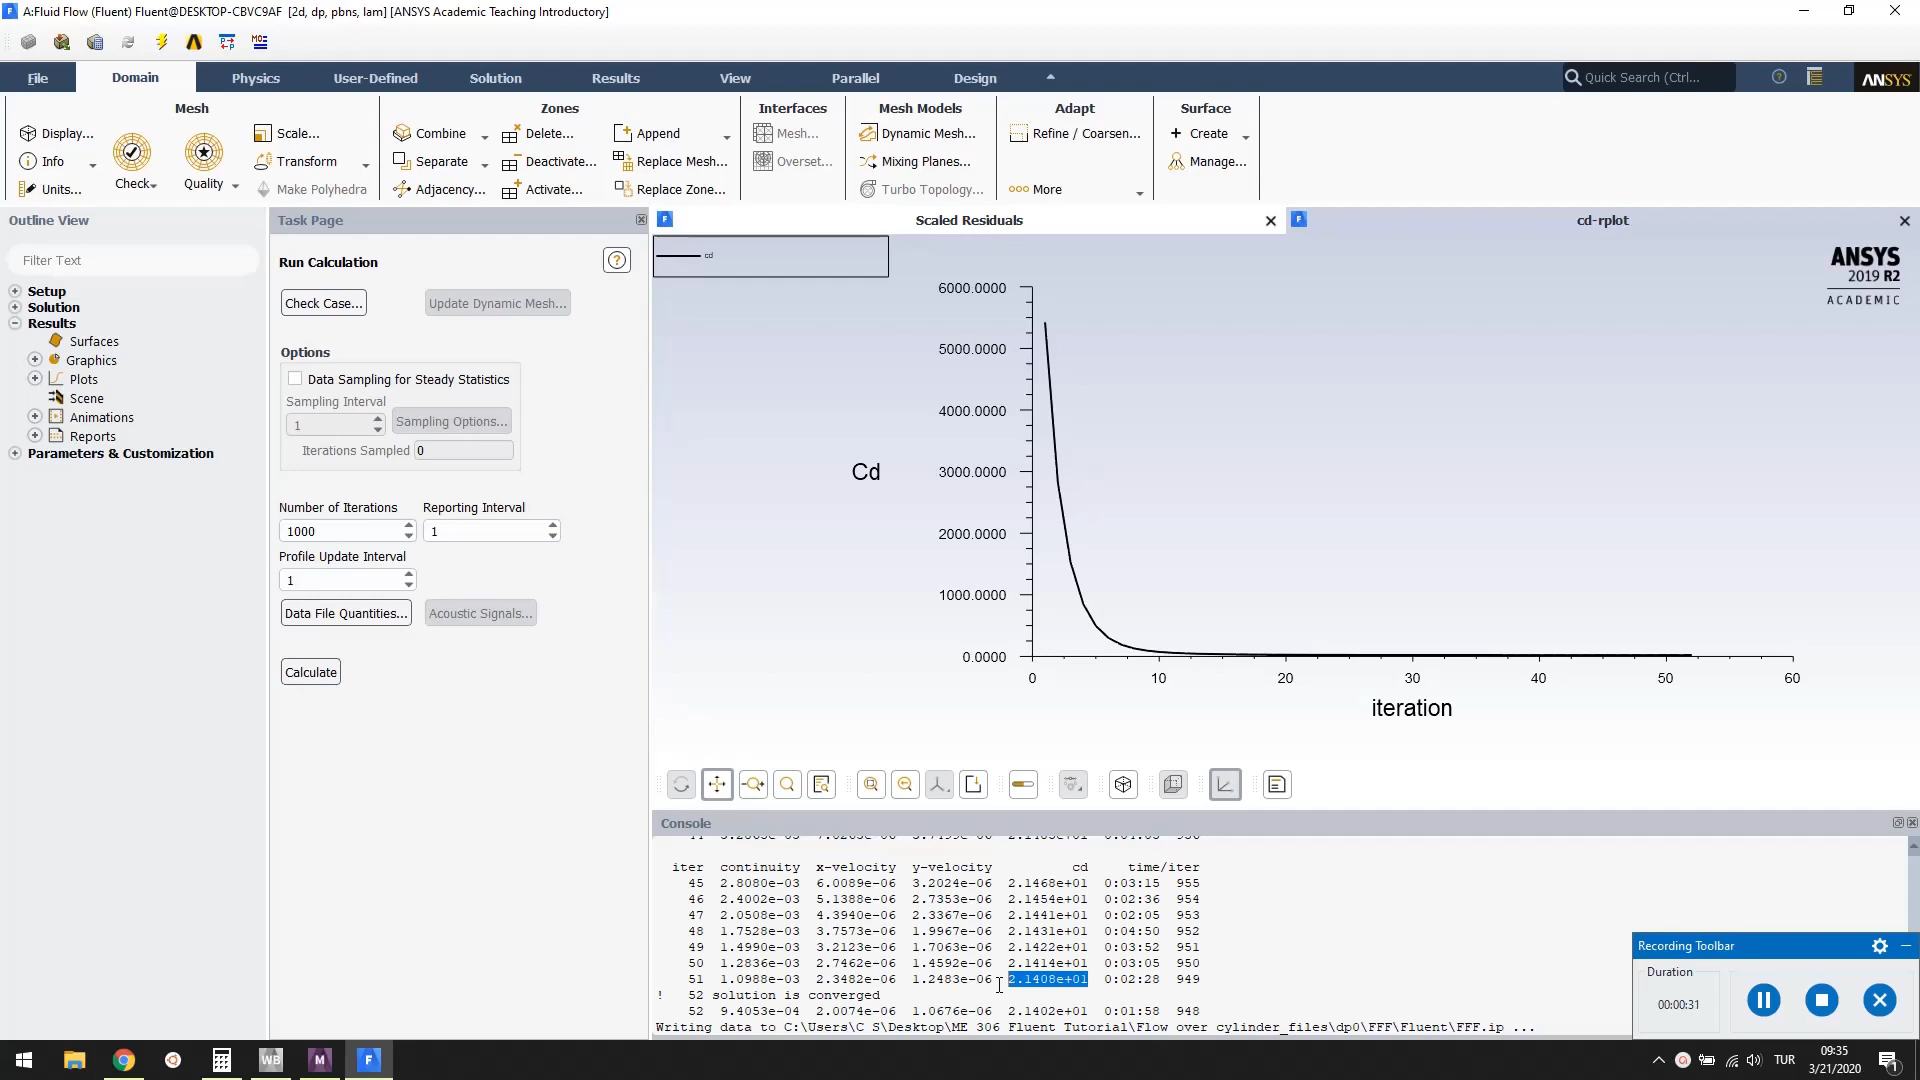 A:Fluid Flow (Fluent) Fluent@DESKTOP-CBVC9AF [2d, dp, pbns, lam] [ANSYS Academic Teaching Introductory]
File Domain Physics User-Defined Solution Results View Parallel Design Quick Search (Ctrl... ANSYS
Mesh Zones Interfaces Mesh Models Adapt Surface
Display... Scale... Combine Delete... Append Mesh... Dynamic Mesh... Refine / Coarsen... + Create
Info Transform Separate Deactivate... Replace Mesh... Overset... Mixing Planes... Manage...
Check Quality
Units... Make Polyhedra Adjacency... Activate... Replace Zone... Turbo Topology... More
Outline View
Filter Text
Setup
Solution
Results
Surfaces
Graphics
Plots
Scene
Animations
Reports
Parameters & Customization
Task Page
Run Calculation
Check Case... Update Dynamic Mesh...
Options
Data Sampling for Steady Statistics
Sampling Interval
1 Sampling Options...
Iterations Sampled 0
Number of Iterations Reporting Interval
1000 1
Profile Update Interval
1
Data File Quantities... Acoustic Signals...
Calculate
Scaled Residuals cd-rplot
cd
ANSYS
2019 R2
ACADEMIC
6000.0000
5000.0000
4000.0000
Cd 3000.0000
2000.0000
1000.0000
0.0000
0 10 20 30 40 50 60
iteration
Console
iter continuity x-velocity y-velocity cd time/iter
45 2.8080e-03 6.0089e-06 3.2024e-06 2.1468e+01 0:03:15 955
46 2.4002e-03 5.1388e-06 2.7353e-06 2.1454e+01 0:02:36 954
47 2.0508e-03 4.3940e-06 2.3367e-06 2.1441e+01 0:02:05 953
48 1.7528e-03 3.7573e-06 1.9967e-06 2.1431e+01 0:04:50 952
49 1.4990e-03 3.2123e-06 1.7063e-06 2.1422e+01 0:03:52 951
50 1.2836e-03 2.7462e-06 1.4592e-06 2.1414e+01 0:03:05 950
51 1.0988e-03 2.3482e-06 1.2483e-06 2.1408e+01 0:02:28 949
! 52 solution is converged
52 9.4053e-04 2.0074e-06 1.0676e-06 2.1402e+01 0:01:58 948
Writing data to C:\Users\C S\Desktop\ME 306 Fluent Tutorial\Flow over cylinder_files\dp0\FFF\Fluent\FFF.ip ...
Recording Toolbar
Duration
00:00:31
WB M F
TUR
09:35
3/21/2020
1